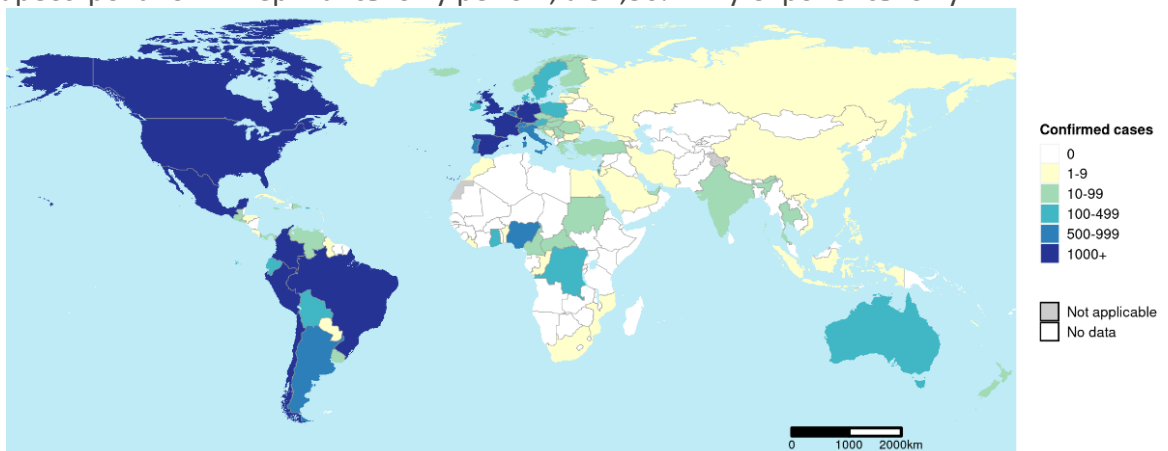 Confirmed cases
0
1-9
10-99
100-499
500-999
1000+
Not applicable
No data
0 1000 2000km